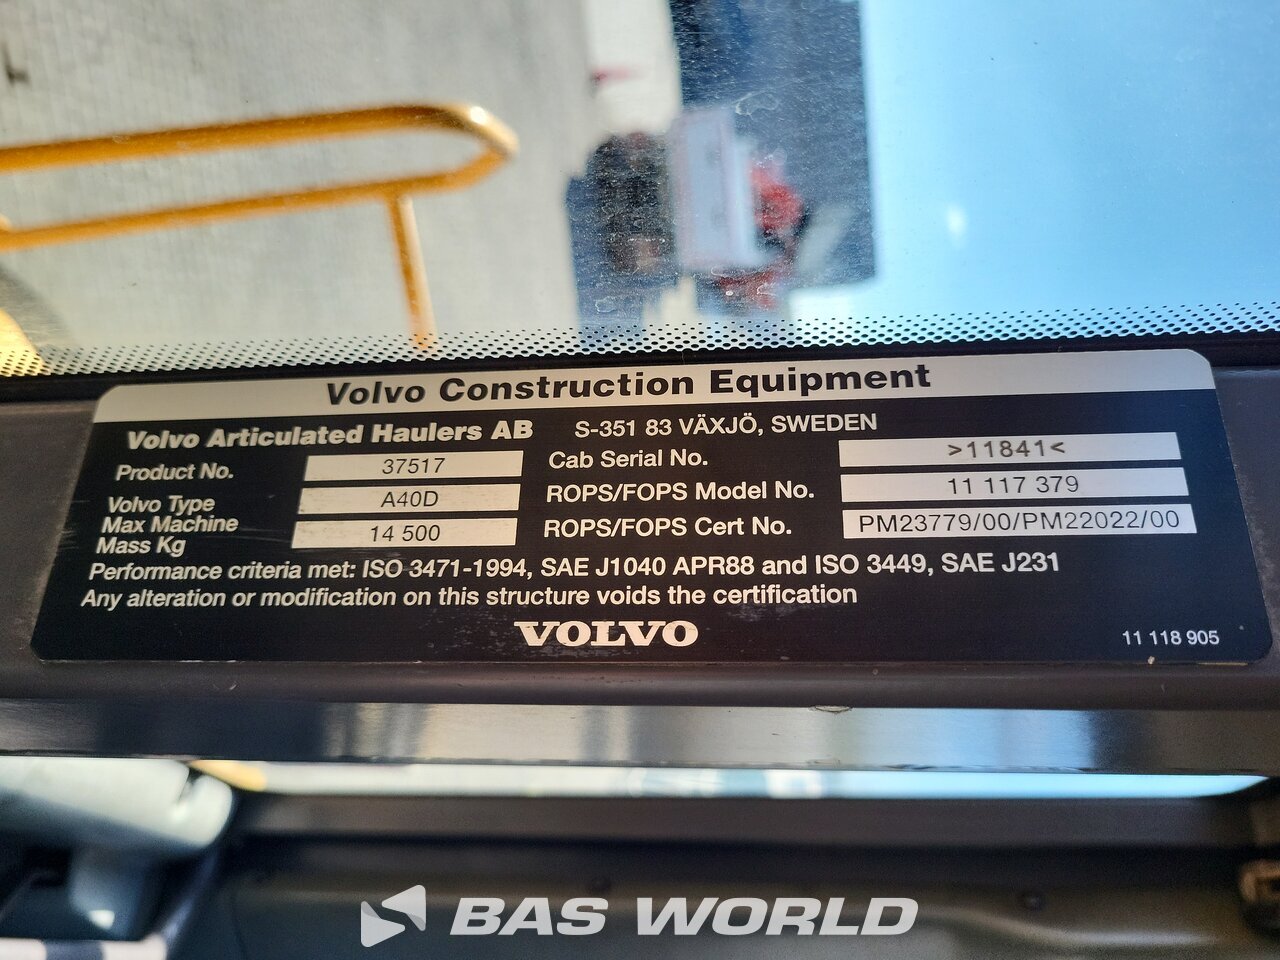 Volvo Construction Equipment
Volvo Articulated Haulers AB S-351 83 VÄXJÖ, SWEDEN
Product No. 37517 Cab Serial No. >11841<
Volvo Type A40D ROPS/FOPS Model No. 11 117 379
Max Machine
Mass Kg 14 500 ROPS/FOPS Cert No. PM23779/00/PM22022/00
Performance criteria met: ISO 3471-1994, SAE J1040 APR88 and ISO 3449, SAE J231
Any alteration or modification on this structure voids the certification
VOLVO
11 118 905
BAS WORLD